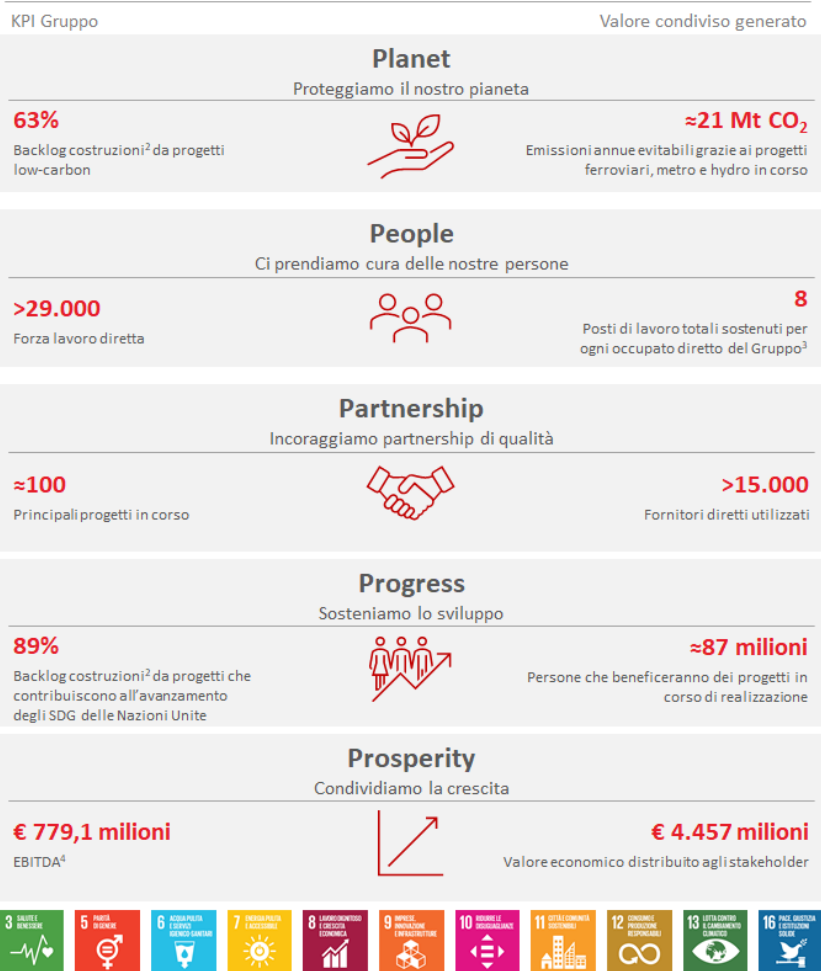 KPI Gruppo
Valore condiviso generato
Planet
Proteggiamo il nostro pianeta
63%
≈21 Mt CO₂
Backlog costruzioni² da progetti
low-carbon
Emissioni annue evitabili grazie ai progetti
ferroviari, metro e hydro in corso
People
Ci prendiamo cura delle nostre persone
>29.000
8
Forza lavoro diretta
Posti di lavoro totali sostenuti per
ogni occupato diretto del Gruppo³
Partnership
Incoraggiamo partnership di qualità
≈100
>15.000
Principali progetti in corso
Fornitori diretti utilizzati
Progress
Sosteniamo lo sviluppo
89%
≈87 milioni
Backlog costruzioni² da progetti che
contribuiscono all'avanzamento
degli SDG delle Nazioni Unite
Persone che beneficeranno dei progetti in
corso di realizzazione
Prosperity
Condividiamo la crescita
€ 779,1 milioni
€ 4.457 milioni
EBITDA⁴
Valore economico distribuito agli stakeholder
3 SALUTE E
BENESSERE
5 PARITÀ
DI GENERE
6 ACQUA PULITA
E SERVIZI
IGIENICO-SANITARI
7 ENERGIA PULITA
E ACCESSIBILE
8 LAVORO DIGNITOSO
E CRESCITA
ECONOMICA
9 IMPRESE,
INNOVAZIONE
E INFRASTRUTTURE
10 RIDURRE LE
DISUGUAGLIANZE
11 CITTÀ E COMUNITÀ
SOSTENIBILI
12 CONSUMO E
PRODUZIONE
RESPONSABILI
13 LOTTA CONTRO
IL CAMBIAMENTO
CLIMATICO
16 PACE, GIUSTIZIA
E ISTITUZIONI
SOLIDE